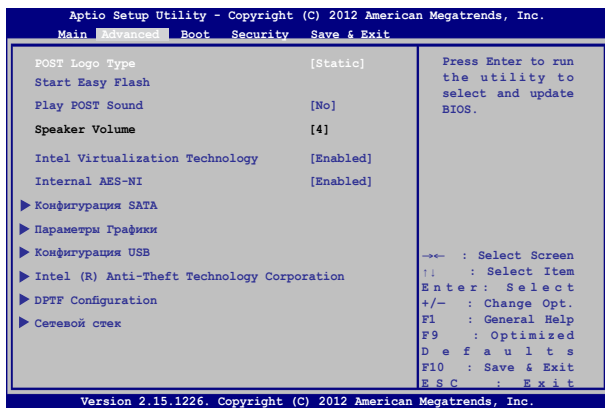 Aptio Setup Utility - Copyright (C) 2012 American Megatrends, Inc.
Main Advanced Boot Security Save & Exit
POST Logo Type [Static]
Start Easy Flash
Play POST Sound [No]
Speaker Volume [4]
Intel Virtualization Technology [Enabled]
Internal AES-NI [Enabled]
Конфигурация SATA
Параметры Графики
Конфигурация USB
Intel (R) Anti-Theft Technology Corporation
DPTF Configuration
Сетевой стек
Press Enter to run
the utility to
select and update
BIOS.
→← : Select Screen
↑↓ : Select Item
Enter: Select
+/— : Change Opt.
F1 : General Help
F9 : Optimized
Defaults
F10 : Save & Exit
ESC : Exit
Version 2.15.1226. Copyright (C) 2012 American Megatrends, Inc.